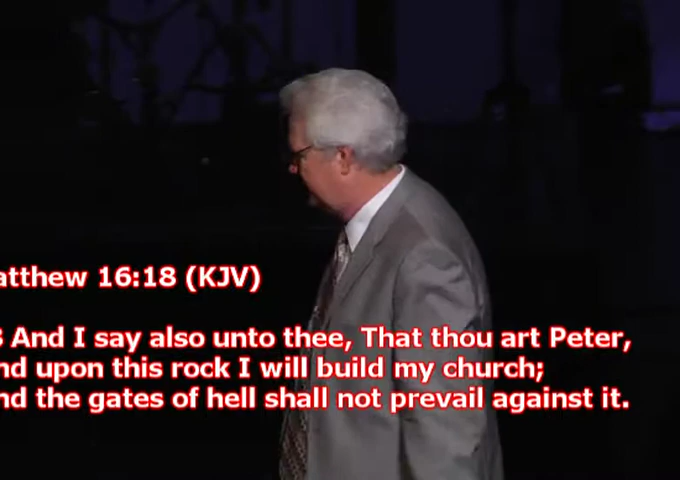 atthew 16:18 (KJV)
8 And I say also unto thee, That thou art Peter,
nd upon this rock I will build my church;
nd the gates of hell shall not prevail against it.